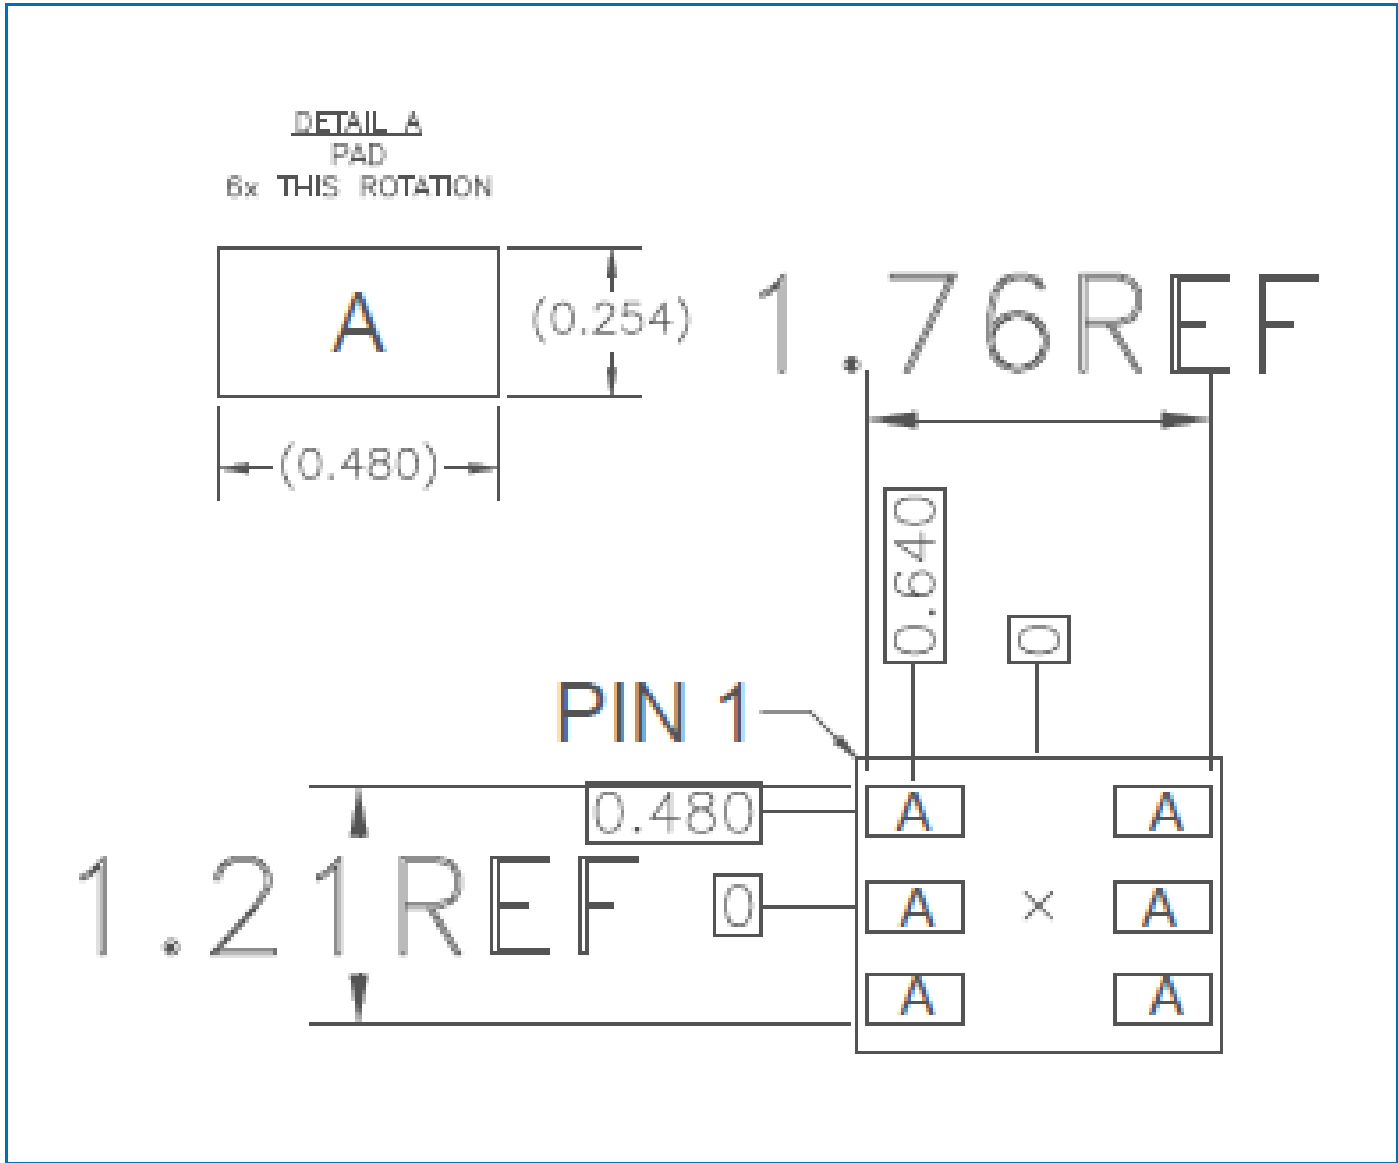 DETAIL A
PAD
6x THIS ROTATION
A
(0.254)
(0.480)
1.76REF
0.640
0
PIN 1
0.480
1.21REF
0
A A
A × A
A A